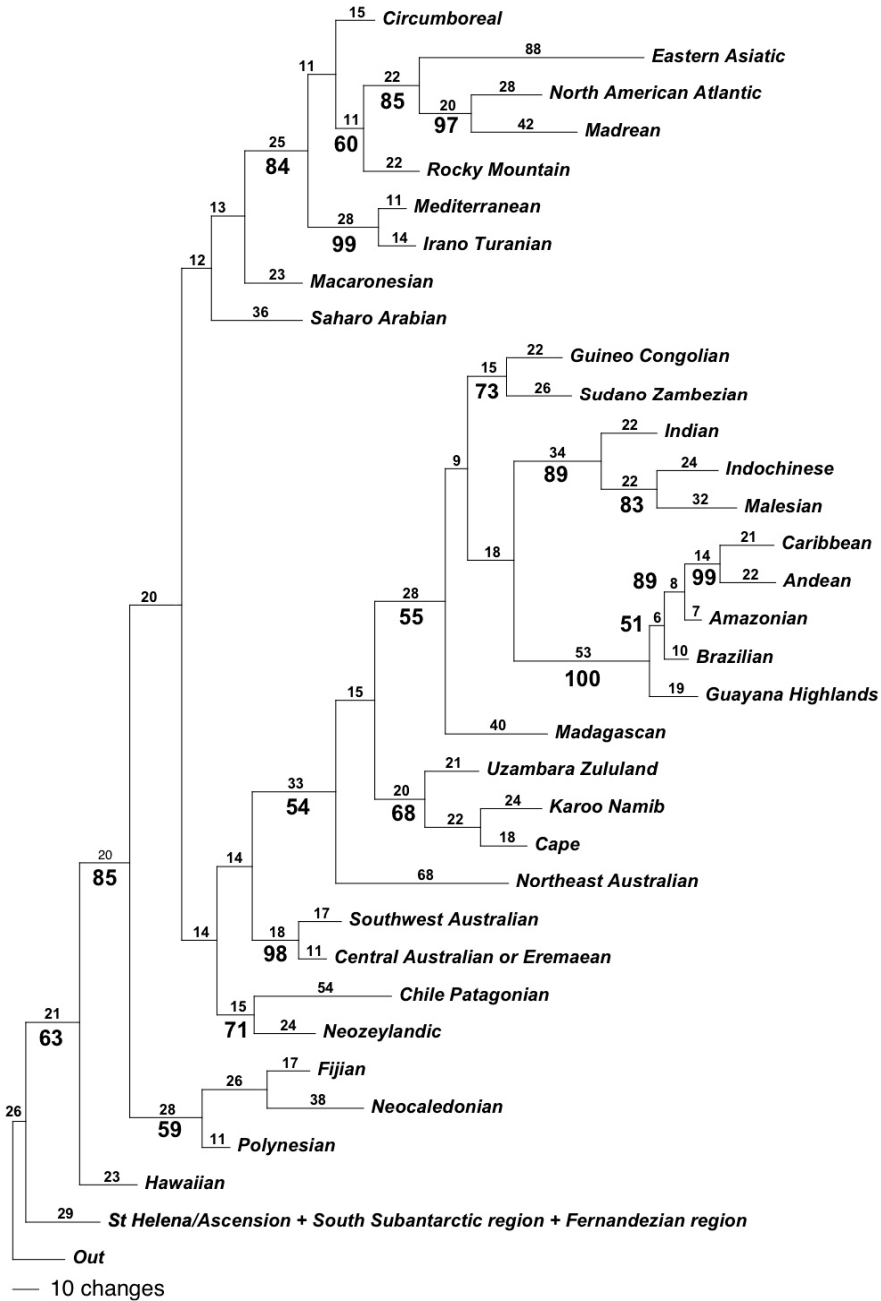 15 Circumboreal
88 Eastern Asiatic
11
22
28 North American Atlantic
85
20
11
97
42 Madrean
25
60
84
22 Rocky Mountain
11 Mediterranean
13
28
99
14 Irano Turanian
12
23 Macaronesian
36 Saharo Arabian
22 Guineo Congolian
15
73
26 Sudano Zambezian
22 Indian
9
34
89
24 Indochinese
22
83
32 Malesian
21 Caribbean
18
14
89
8
99
22 Andean
20
28
55
51
6
7 Amazonian
53
100
10 Brazilian
15
19 Guayana Highlands
40 Madagascan
21 Uzambara Zululand
33
54
20
68
24 Karoo Namib
22
18 Cape
20
85
14
68 Northeast Australian
17 Southwest Australian
14
18
98
11 Central Australian or Eremaean
54 Chile Patagonian
15
71
24 Neozeylandic
21
63
17 Fijian
26
38 Neocaledonian
28
59
26
11 Polynesian
23 Hawaiian
29 St Helena/Ascension + South Subantarctic region + Fernandezian region
Out
10 changes